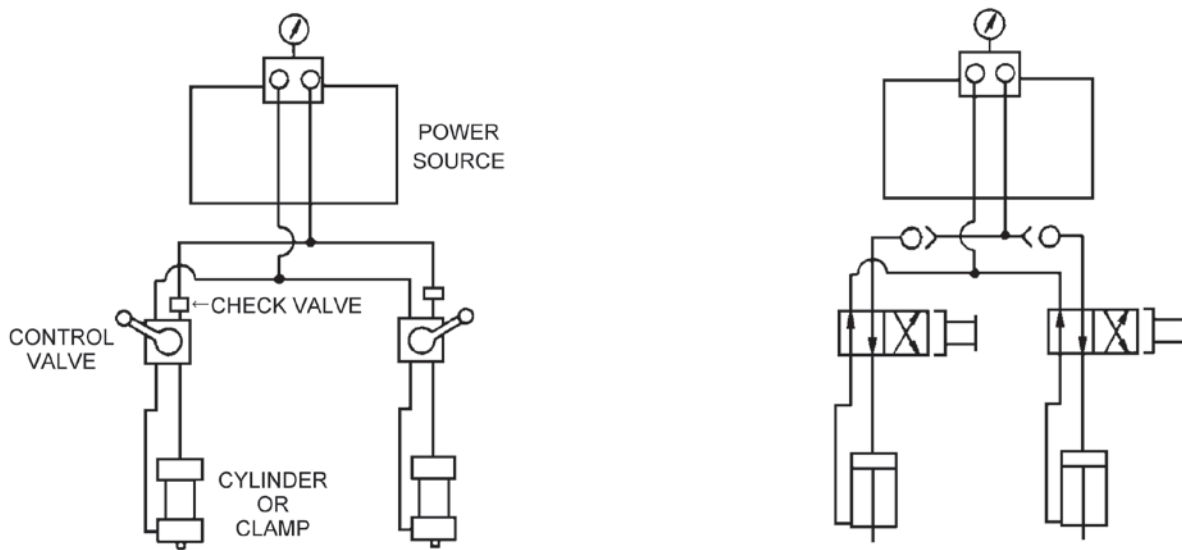 POWER
SOURCE
←CHECK VALVE
CONTROL
VALVE
CYLINDER
OR
CLAMP